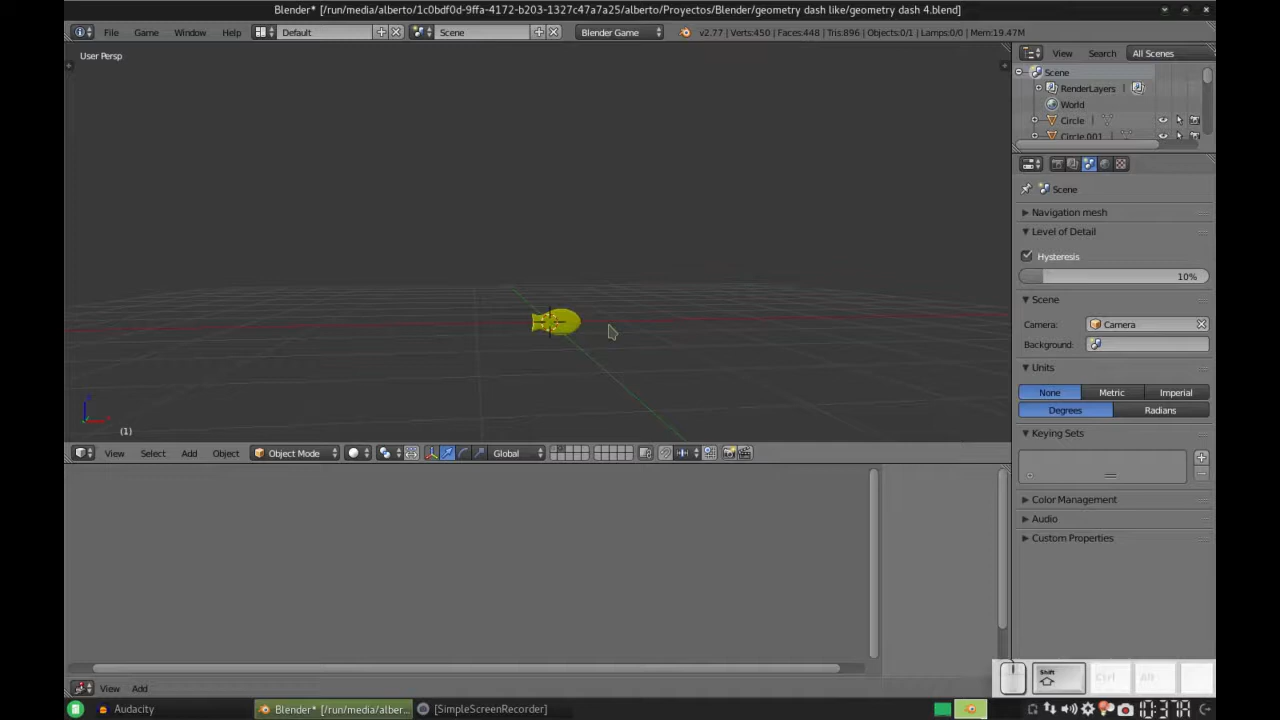 Blender* [/run/media/alberto/1c0bdf0d-9ffa-4172-b203-1327c47a7a25/alberto/Proyectos/Blender/geometry dash like/geometry dash 4.blend]
File Game Window Help Default Scene Blender Game v2.77 | Verts:450 | Faces:448 | Tris:896 | Objects:0/1 | Lamps:0/0 | Mem:19.47M
User Persp
View Search All Scenes
Scene
RenderLayers
World
Circle
Circle.001
Scene
Navigation mesh
Level of Detail
Hysteresis
10%
Scene
Camera: Camera
Background:
Units
None Metric Imperial
Degrees Radians
Keying Sets
Color Management
Audio
Custom Properties
(1)
View Select Add Object Object Mode Global
View Add
Shift Ctrl Alt
Audacity Blender* [/run/media/alber... [SimpleScreenRecorder]